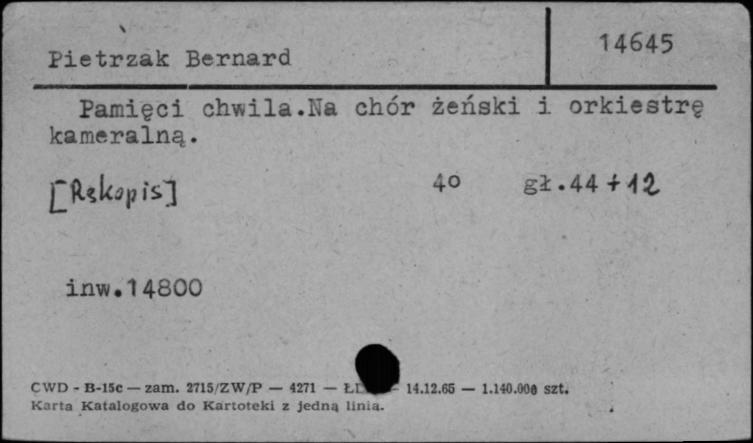 Pietrzak Bernard 14645
Pamięci chwila.Na chór żeński i orkiestrę
kameralną.
[Rękopis] 4o gł.44 + 12
inw.14800
CWD - B-15c — zam. 2715/ZW/P — 4271 — 14.12.65 — 1.140.000 szt.
Karta Katalogowa do Kartoteki z jedną linia.